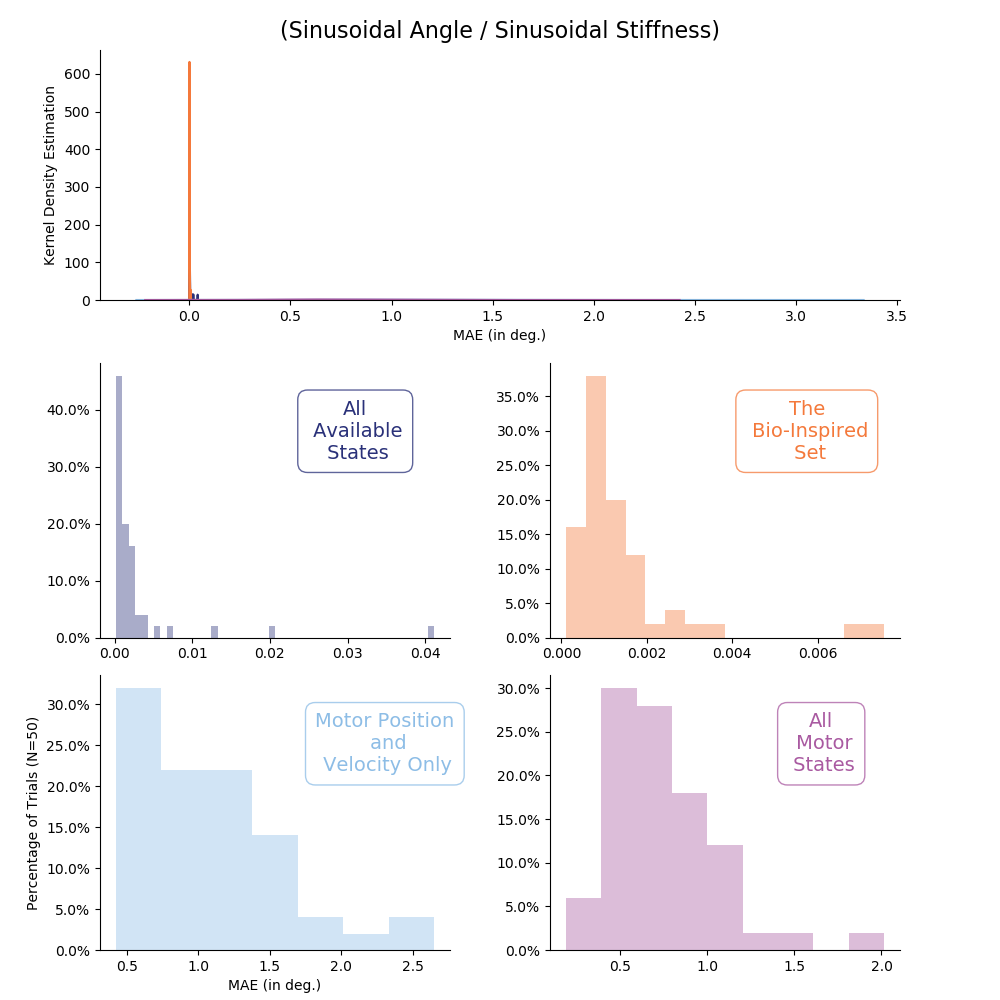 (Sinusoidal Angle / Sinusoidal Stiffness)
Kernel Density Estimation
600
500
400
300
200
100
0
0.0 0.5 1.0 1.5 2.0 2.5 3.0 3.5
MAE (in deg.)
All
Available
States
40.0%
30.0%
20.0%
10.0%
0.0%
0.00 0.01 0.02 0.03 0.04
The
Bio-Inspired
Set
35.0%
30.0%
25.0%
20.0%
15.0%
10.0%
5.0%
0.0%
0.000 0.002 0.004 0.006
Percentage of Trials (N=50)
Motor Position
and
Velocity Only
30.0%
25.0%
20.0%
15.0%
10.0%
5.0%
0.0%
0.5 1.0 1.5 2.0 2.5
MAE (in deg.)
All
Motor
States
30.0%
25.0%
20.0%
15.0%
10.0%
5.0%
0.0%
0.5 1.0 1.5 2.0